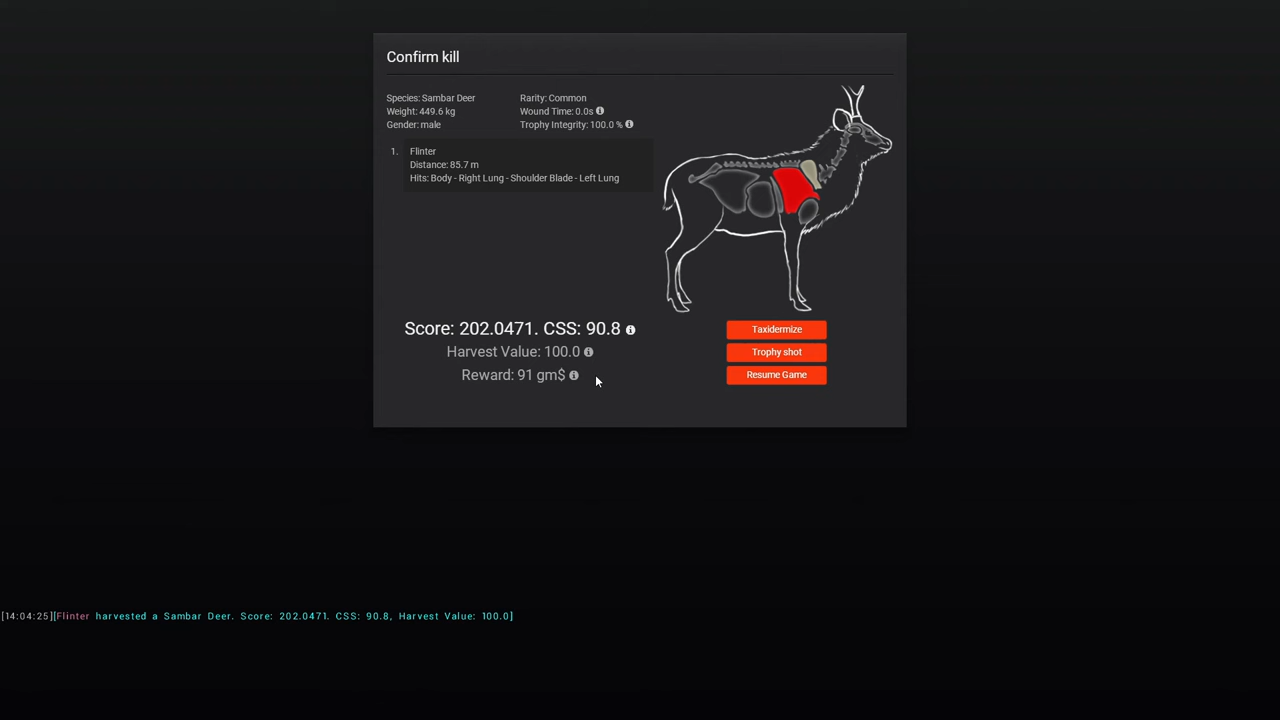 Confirm kill
Species: Sambar Deer
Weight: 449.6 kg
Gender: male
Rarity: Common
Wound Time: 0.0s
Trophy Integrity: 100.0 %
1. Flinter
Distance: 85.7 m
Hits: Body - Right Lung - Shoulder Blade - Left Lung
Score: 202.0471. CSS: 90.8
Harvest Value: 100.0
Reward: 91 gm$
Taxidermize
Trophy shot
Resume Game
[14:04:25][Flinter harvested a Sambar Deer. Score: 202.0471. CSS: 90.8, Harvest Value: 100.0]